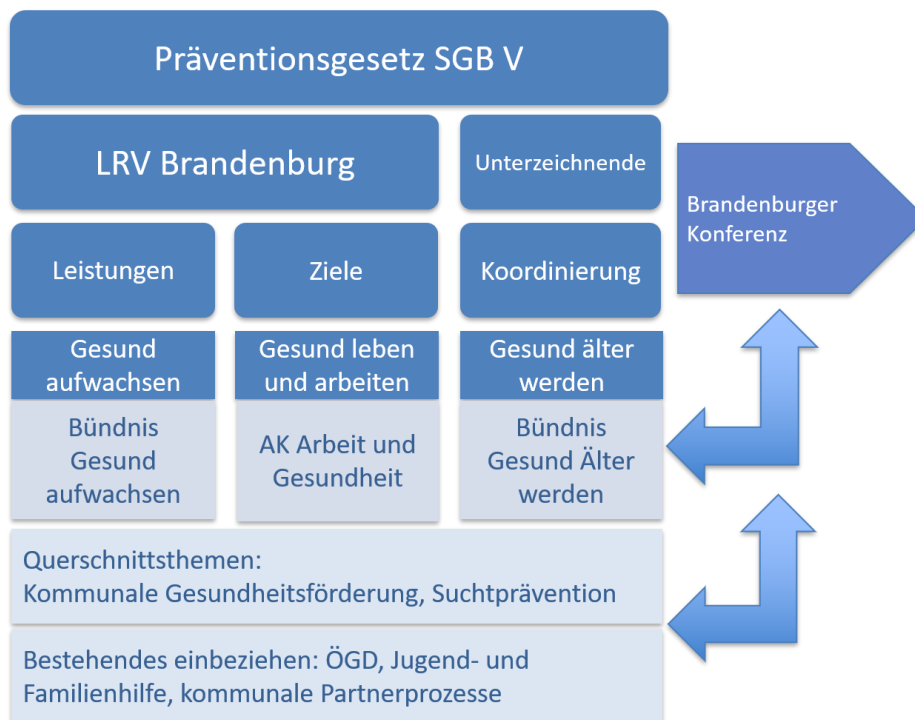 Präventionsgesetz SGB V
LRV Brandenburg
Unterzeichnende
Brandenburger
Konferenz
Leistungen
Ziele
Koordinierung
Gesund
aufwachsen
Gesund leben
und arbeiten
Gesund älter
werden
Bündnis
Gesund
aufwachsen
AK Arbeit und
Gesundheit
Bündnis
Gesund Älter
werden
Querschnittsthemen:
Kommunale Gesundheitsförderung, Suchtprävention
Bestehendes einbeziehen: ÖGD, Jugend- und
Familienhilfe, kommunale Partnerprozesse